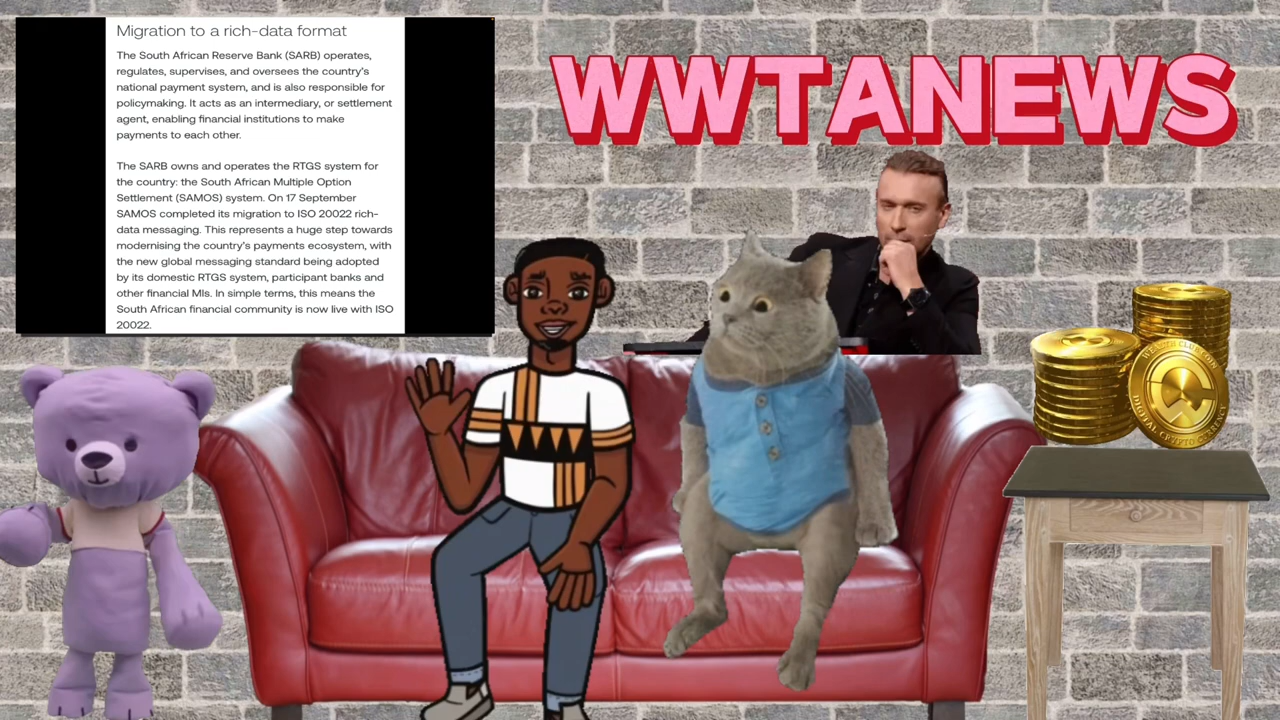 Migration to a rich-data format
The South African Reserve Bank (SARB) operates,
regulates, supervises, and oversees the country's
national payment system, and is also responsible for
policymaking. It acts as an intermediary, or settlement
agent, enabling financial institutions to make
payments to each other.
The SARB owns and operates the RTGS system for
the country: the South African Multiple Option
Settlement (SAMOS) system. On 17 September
SAMOS completed its migration to ISO 20022 rich-
data messaging. This represents a huge step towards
modernising the country's payments ecosystem, with
the new global messaging standard being adopted
by its domestic RTGS system, participant banks and
other financial MIs. In simple terms, this means the
South African financial community is now live with ISO
20022.
WWTANEWS
DIGITAL CRYPTO CURRENCY